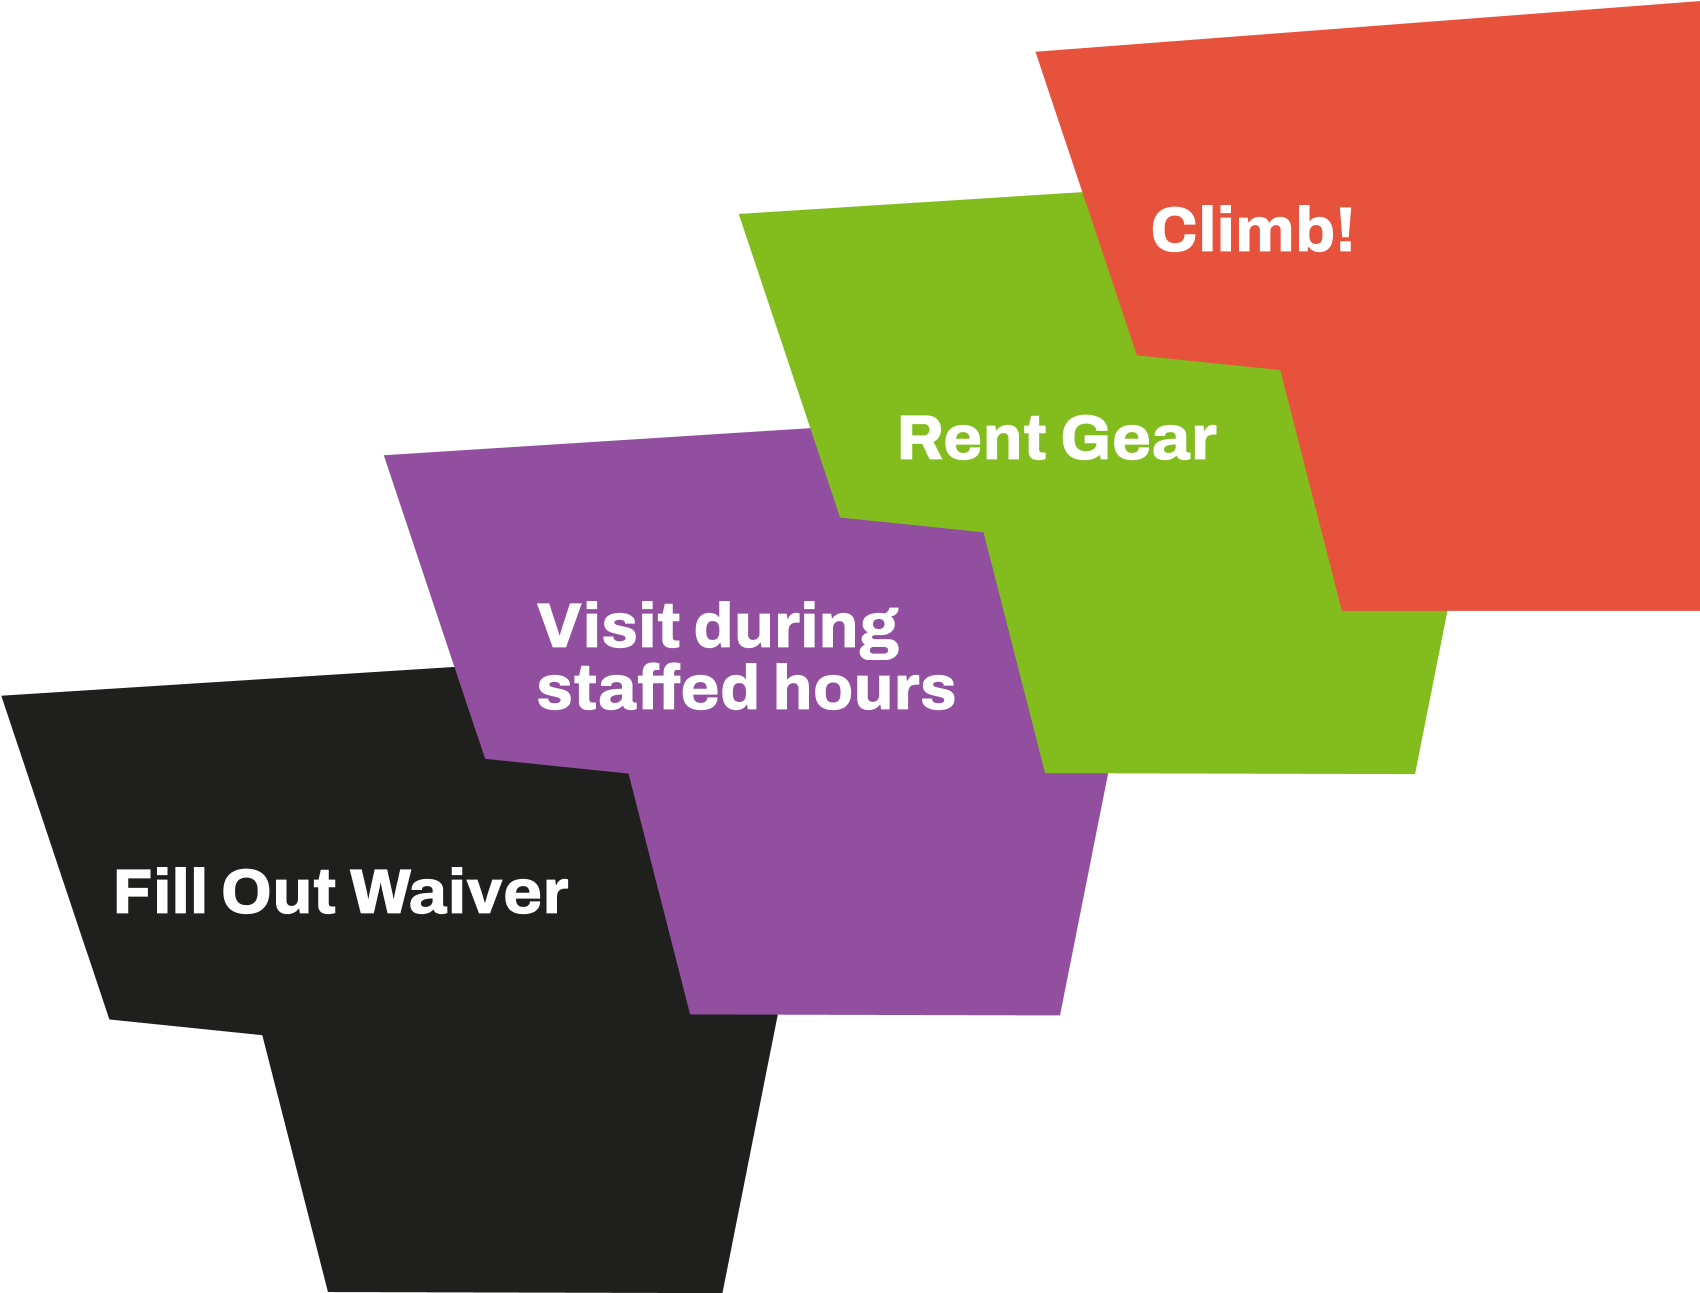 Fill Out Waiver
Visit during
staffed hours
Rent Gear
Climb!